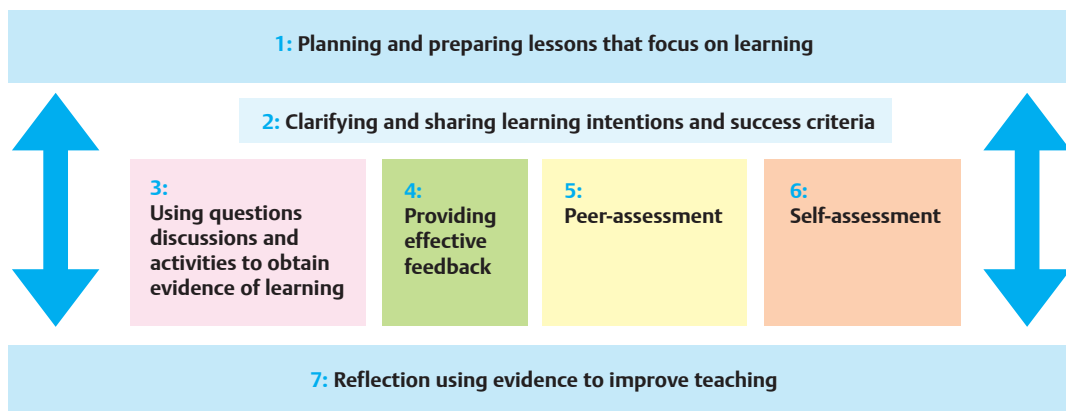 1: Planning and preparing lessons that focus on learning
2: Clarifying and sharing learning intentions and success criteria
3:
Using questions
discussions and
activities to obtain
evidence of learning
4:
Providing
effective
feedback
5:
Peer-assessment
6:
Self-assessment
7: Reflection using evidence to improve teaching